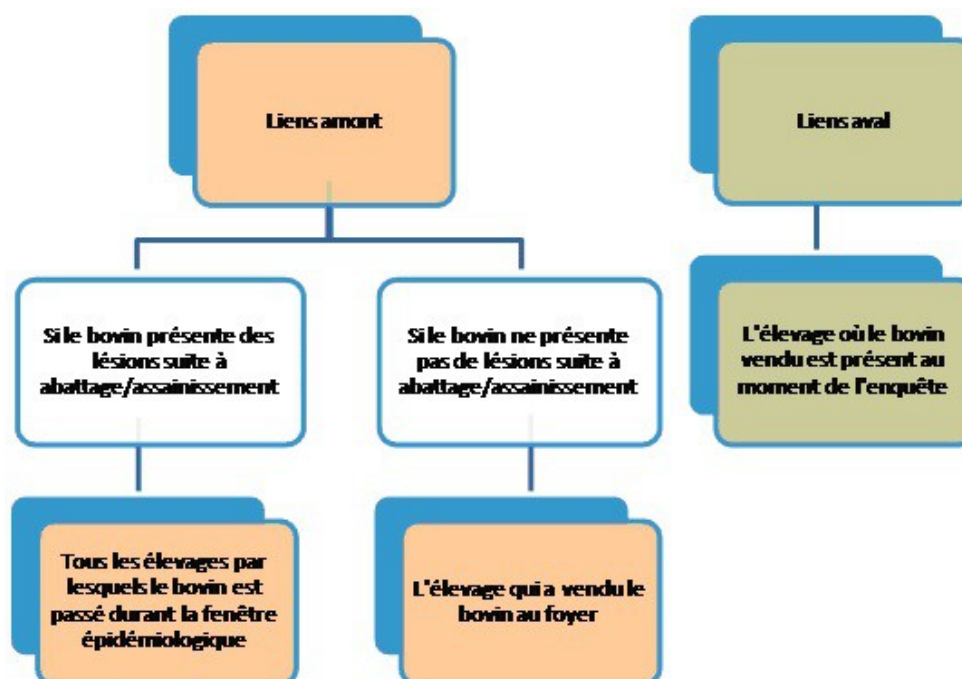 Liens amont
Liens aval
Si le bovin présente des
lésions suite à
abattage/assainissement
Si le bovin ne présente
pas de lésions suite à
abattage/assainissement
L'élevage où le bovin
vendu est présent au
moment de l'enquête
Tous les élevages par
lesquels le bovin est
passé durant la fenêtre
épidémiologique
L'élevage qui a vendu le
bovin au foyer